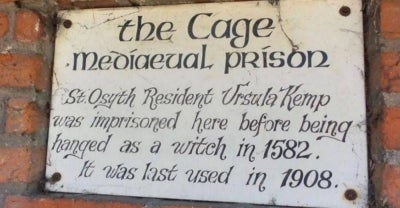 the Cage
mediaeval prison
St. Osyth Resident Ursula Kemp
was imprisoned here before being
hanged as a witch in 1582.
It was last used in 1908.